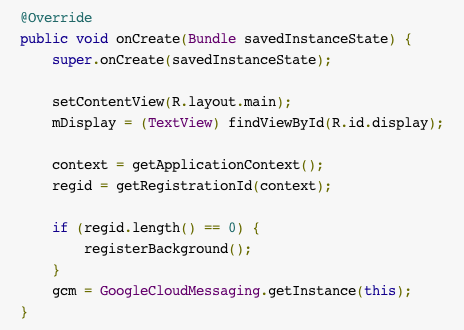 @Override
public void onCreate(Bundle savedInstanceState) {
    super.onCreate(savedInstanceState);

    setContentView(R.layout.main);
    mDisplay = (TextView) findViewById(R.id.display);

    context = getApplicationContext();
    regid = getRegistrationId(context);

    if (regid.length() == 0) {
        registerBackground();
    }
    gcm = GoogleCloudMessaging.getInstance(this);
}